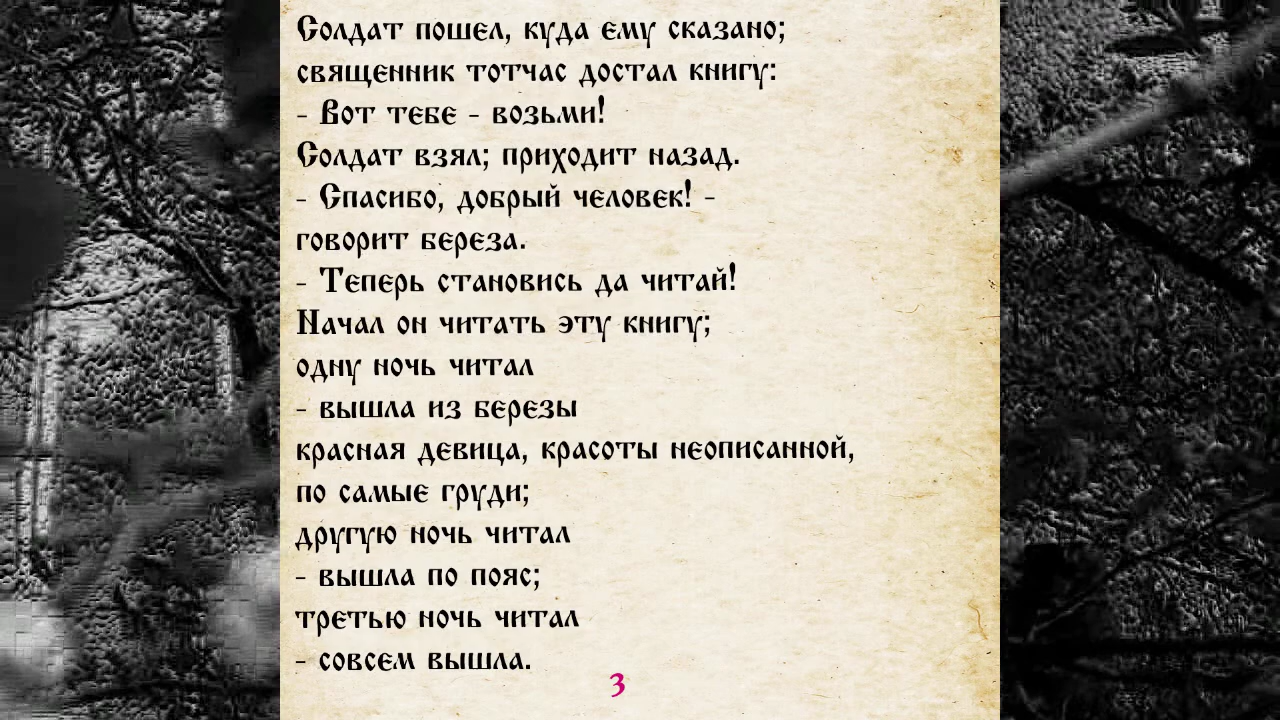 Солдат пошел, куда ему сказано;
священник тотчас достал книгу:
- Вот тебе - возьми!
Солдат взял; приходит назад.
- Спасибо, добрый человек! -
говорит береза.
- Теперь становись да читай!
Начал он читать эту книгу;
одну ночь читал
- вышла из березы
красная девица, красоты неописанной,
по самые груди;
другую ночь читал
- вышла по пояс;
третью ночь читал
- совсем вышла.
3